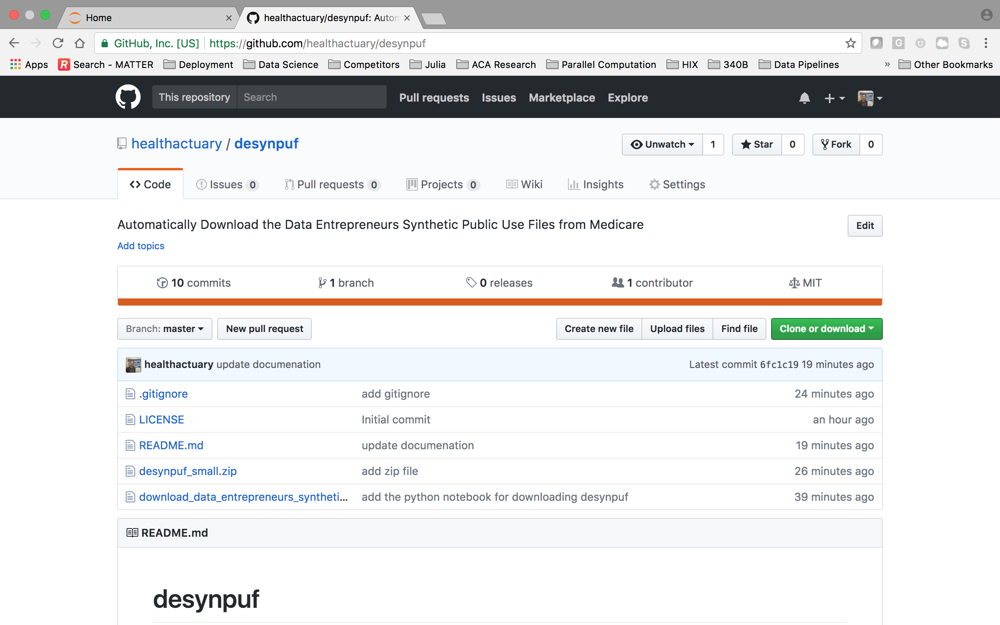 Home
healthactuary/desynpuf: Autom
GitHub, Inc. [US] https://github.com/healthactuary/desynpuf
Apps R Search - MATTER Deployment Data Science Competitors Julia ACA Research Parallel Computation HIX 340B Data Pipelines » Other Bookmarks
This repository Search Pull requests Issues Marketplace Explore
healthactuary / desynpuf
Unwatch 1 Star 0 Fork 0
Code Issues 0 Pull requests 0 Projects 0 Wiki Insights Settings
Automatically Download the Data Entrepreneurs Synthetic Public Use Files from Medicare
Edit
Add topics
10 commits 1 branch 0 releases 1 contributor MIT
Branch: master New pull request Create new file Upload files Find file Clone or download
healthactuary update documenation Latest commit 6fc1c19 19 minutes ago
.gitignore add gitignore 24 minutes ago
LICENSE Initial commit an hour ago
README.md update documenation 19 minutes ago
desynpuf_small.zip add zip file 26 minutes ago
download_data_entrepreneurs_syntheti... add the python notebook for downloading desynpuf 39 minutes ago
README.md
desynpuf